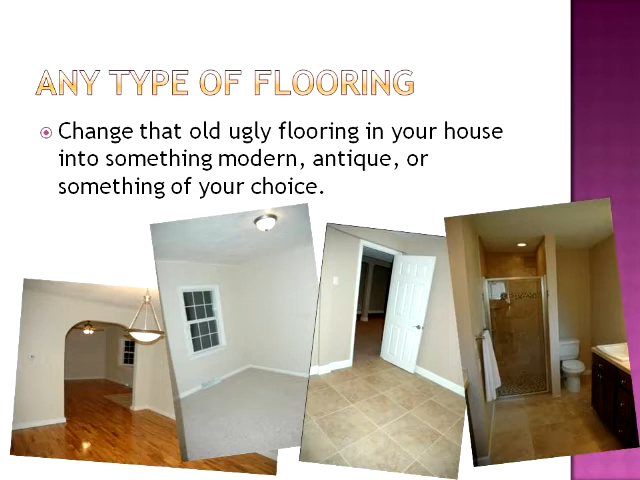 ANY TYPE OF FLOORING
Change that old ugly flooring in your house
into something modern, antique, or
something of your choice.